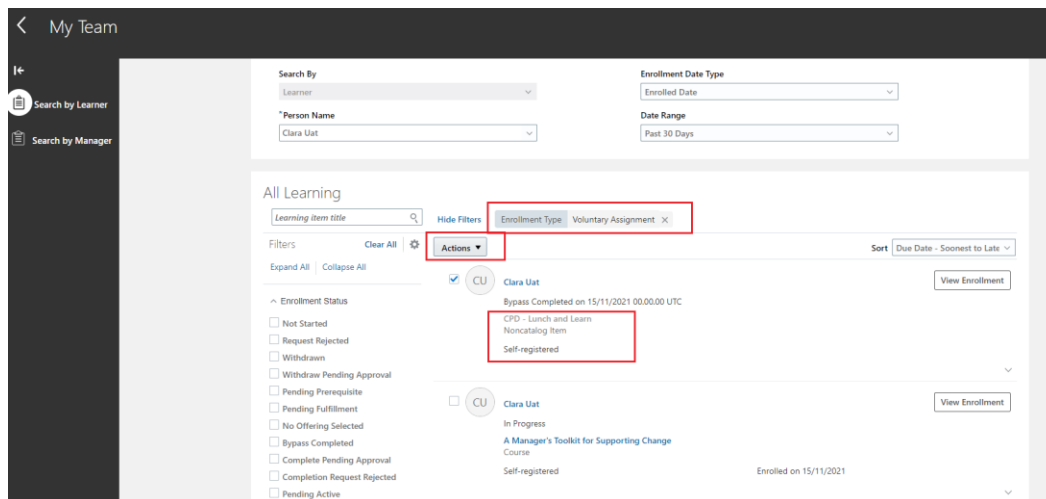 My Team
Search by Learner
Search by Manager
Search By
Learner
*Person Name
Clara Uat
Enrollment Date Type
Enrolled Date
Date Range
Past 30 Days
All Learning
Learning item title
Hide Filters
Enrollment Type Voluntary Assignment ×
Filters
Clear All
Actions ▼
Sort Due Date - Soonest to Late
Expand All
Collapse All
Enrollment Status
Not Started
Request Rejected
Withdrawn
Withdraw Pending Approval
Pending Prerequisite
Pending Fulfillment
No Offering Selected
Bypass Completed
Complete Pending Approval
Completion Request Rejected
Pending Active
CU
Clara Uat
View Enrollment
Bypass Completed on 15/11/2021 00.00.00 UTC
CPD - Lunch and Learn
Noncatalog Item
Self-registered
CU
Clara Uat
View Enrollment
In Progress
A Manager's Toolkit for Supporting Change
Course
Self-registered
Enrolled on 15/11/2021